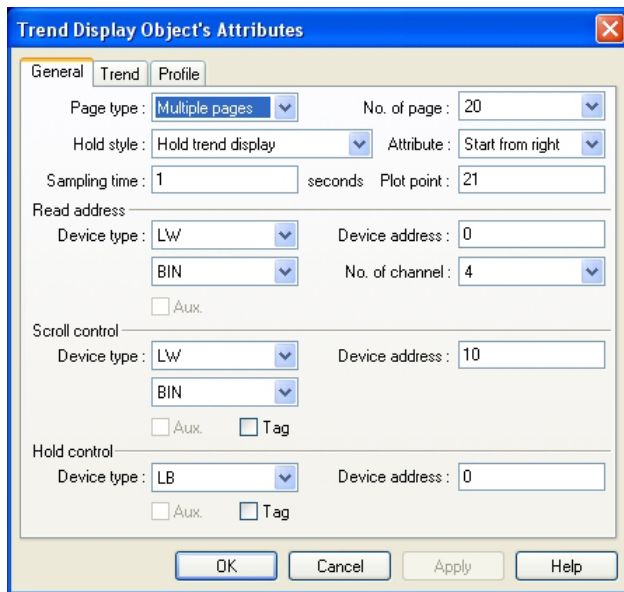 Trend Display Object's Attributes
General Trend Profile
Page type : Multiple pages No. of page : 20
Hold style : Hold trend display Attribute : Start from right
Sampling time : 1 seconds Plot point : 21
Read address
Device type : LW Device address : 0
BIN No. of channel : 4
Aux.
Scroll control
Device type : LW Device address : 10
BIN
Aux. Tag
Hold control
Device type : LB Device address : 0
Aux. Tag
OK Cancel Apply Help